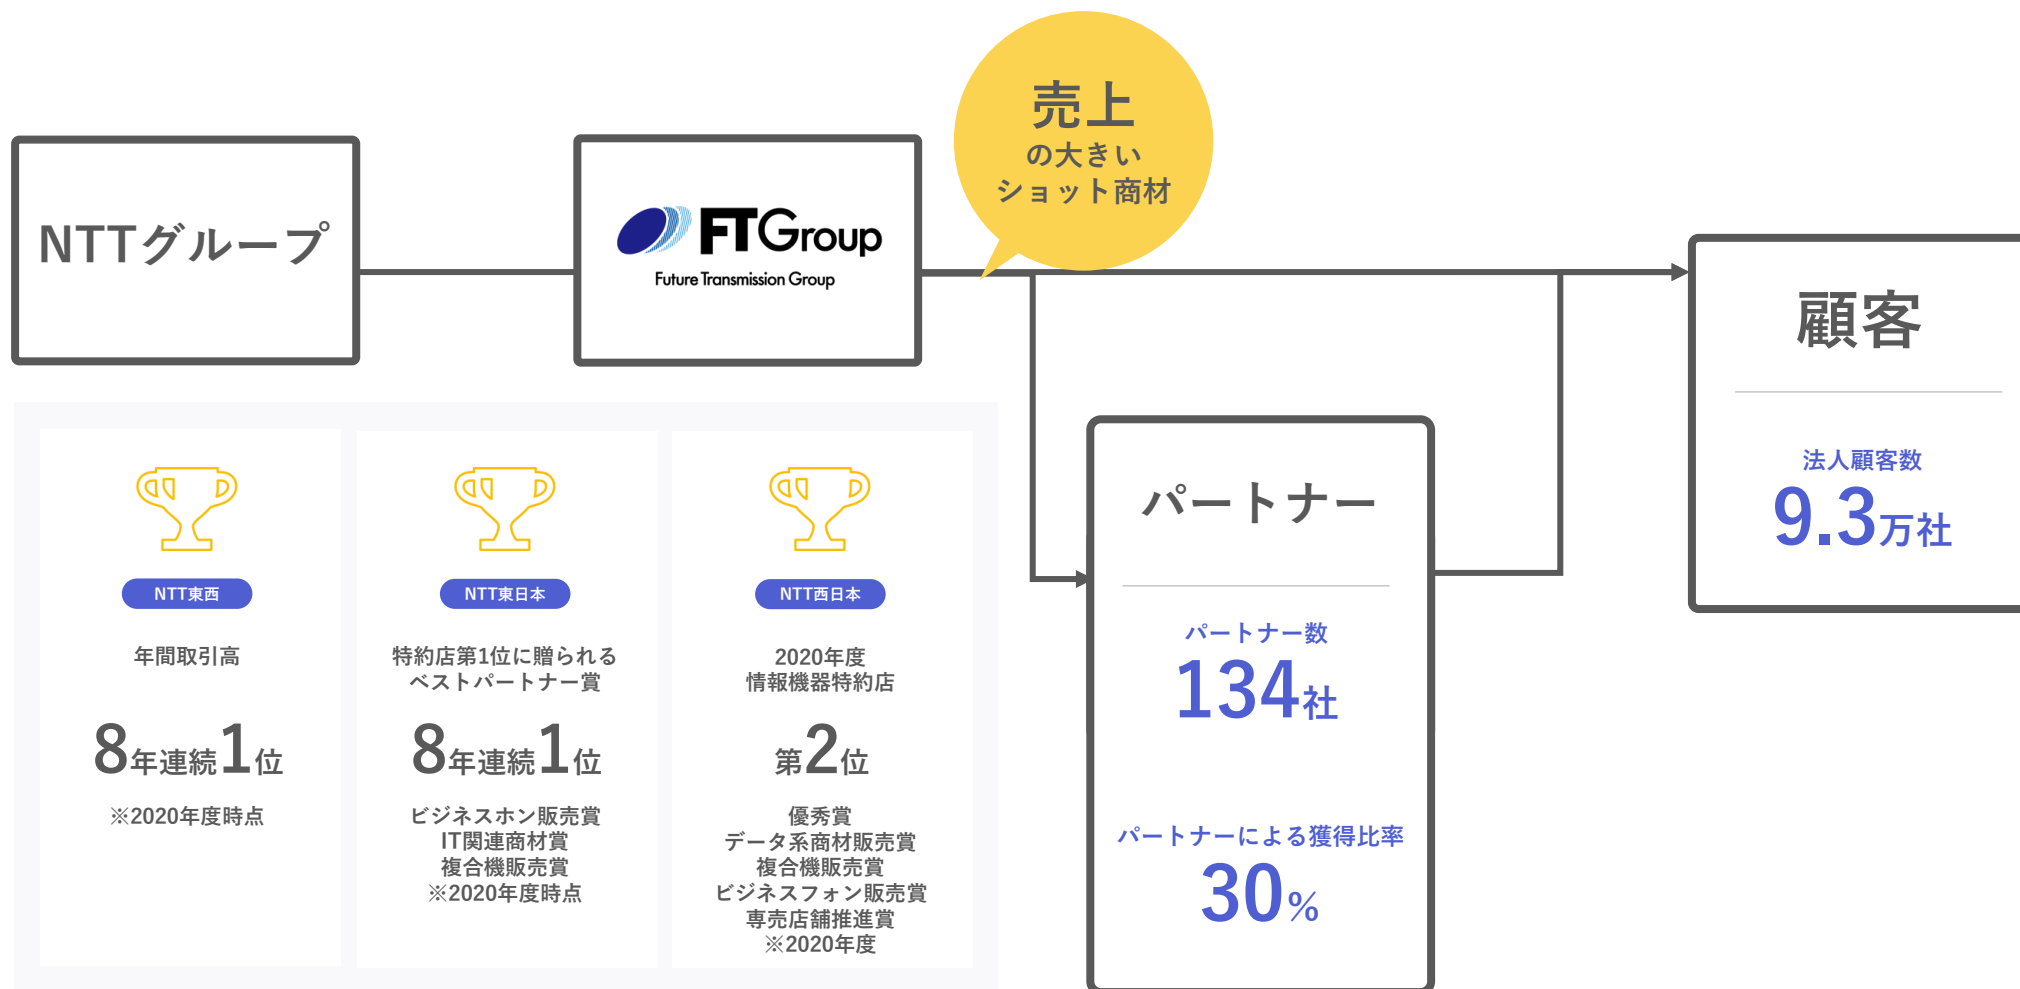 売上
の大きい
ショット商材
NTTグループ
FTGroup
Future Transmission Group
顧客
法人顧客数
9.3万社
パートナー
パートナー数
134社
パートナーによる獲得比率
30%
NTT東西
年間取引高
8年連続1位
※2020年度時点
NTT東日本
特約店第1位に贈られる
ベストパートナー賞
8年連続1位
ビジネスホン販売賞
IT関連商材賞
複合機販売賞
※2020年度時点
NTT西日本
2020年度
情報機器特約店
第2位
優秀賞
データ系商材販売賞
複合機販売賞
ビジネスフォン販売賞
専売店舗推進賞
※2020年度